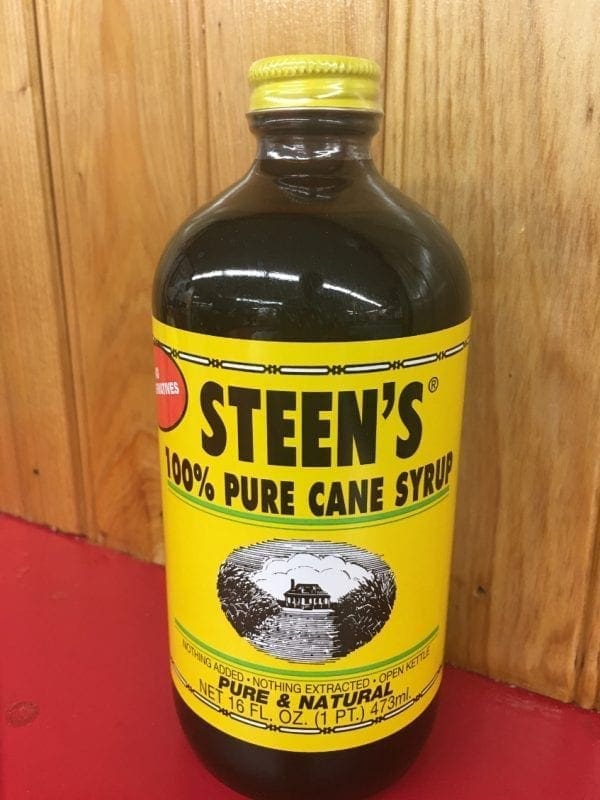 STEEN'S®
100% PURE CANE SYRUP
NOTHING ADDED • NOTHING EXTRACTED • OPEN KETTLE
PURE & NATURAL
NET 16 FL. OZ. (1 PT.) 473ml.